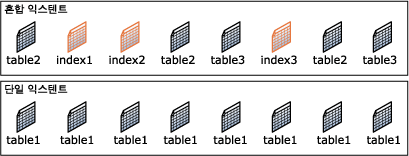 혼합 익스텐트
table2 index1 index2 table2 table3 index3 table2 table3
단일 익스텐트
table1 table1 table1 table1 table1 table1 table1 table1